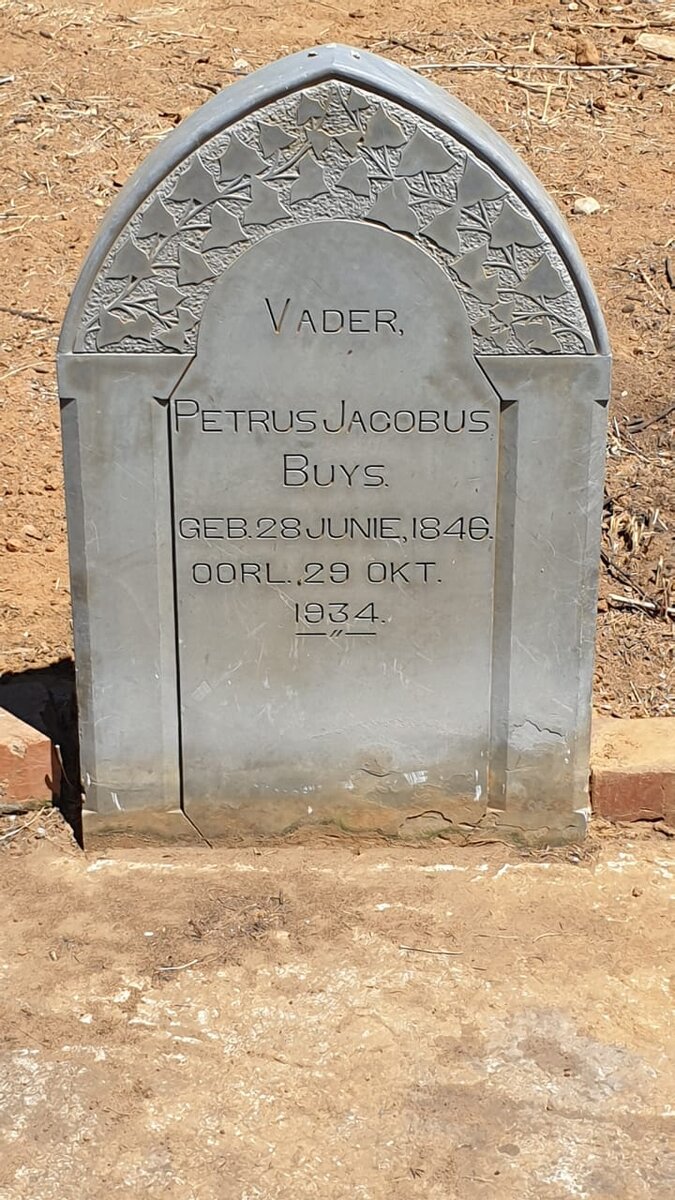 VADER,
PETRUS JACOBUS
BUYS.
GEB. 28 JUNIE, 1846.
OORL. 29 OKT.
1934.